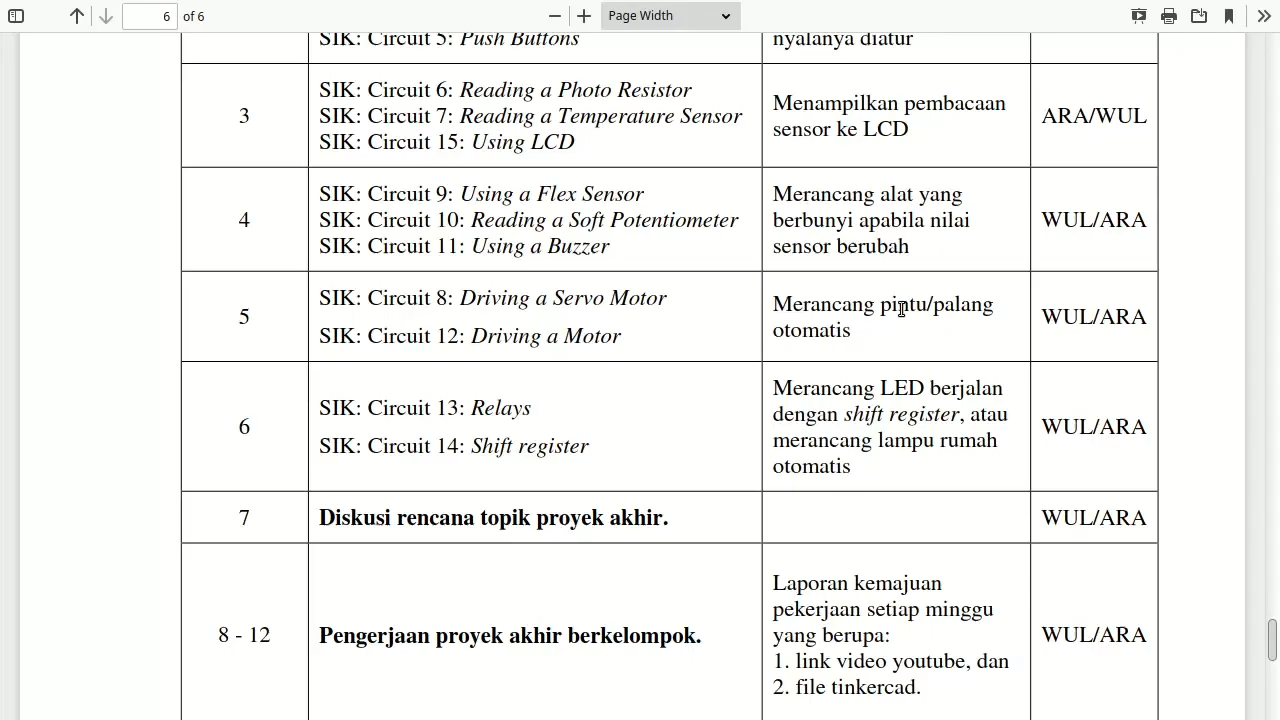 6 of 6 Page Width
SIK: Circuit 5: Push Buttons
nyalanya diatur
3
SIK: Circuit 6: Reading a Photo Resistor
SIK: Circuit 7: Reading a Temperature Sensor
SIK: Circuit 15: Using LCD
Menampilkan pembacaan
sensor ke LCD
ARA/WUL
4
SIK: Circuit 9: Using a Flex Sensor
SIK: Circuit 10: Reading a Soft Potentiometer
SIK: Circuit 11: Using a Buzzer
Merancang alat yang
berbunyi apabila nilai
sensor berubah
WUL/ARA
5
SIK: Circuit 8: Driving a Servo Motor
SIK: Circuit 12: Driving a Motor
Merancang pintu/palang
otomatis
WUL/ARA
6
SIK: Circuit 13: Relays
SIK: Circuit 14: Shift register
Merancang LED berjalan
dengan shift register, atau
merancang lampu rumah
otomatis
WUL/ARA
7
Diskusi rencana topik proyek akhir.
WUL/ARA
8 - 12
Pengerjaan proyek akhir berkelompok.
Laporan kemajuan
pekerjaan setiap minggu
yang berupa:
1. link video youtube, dan
2. file tinkercad.
WUL/ARA